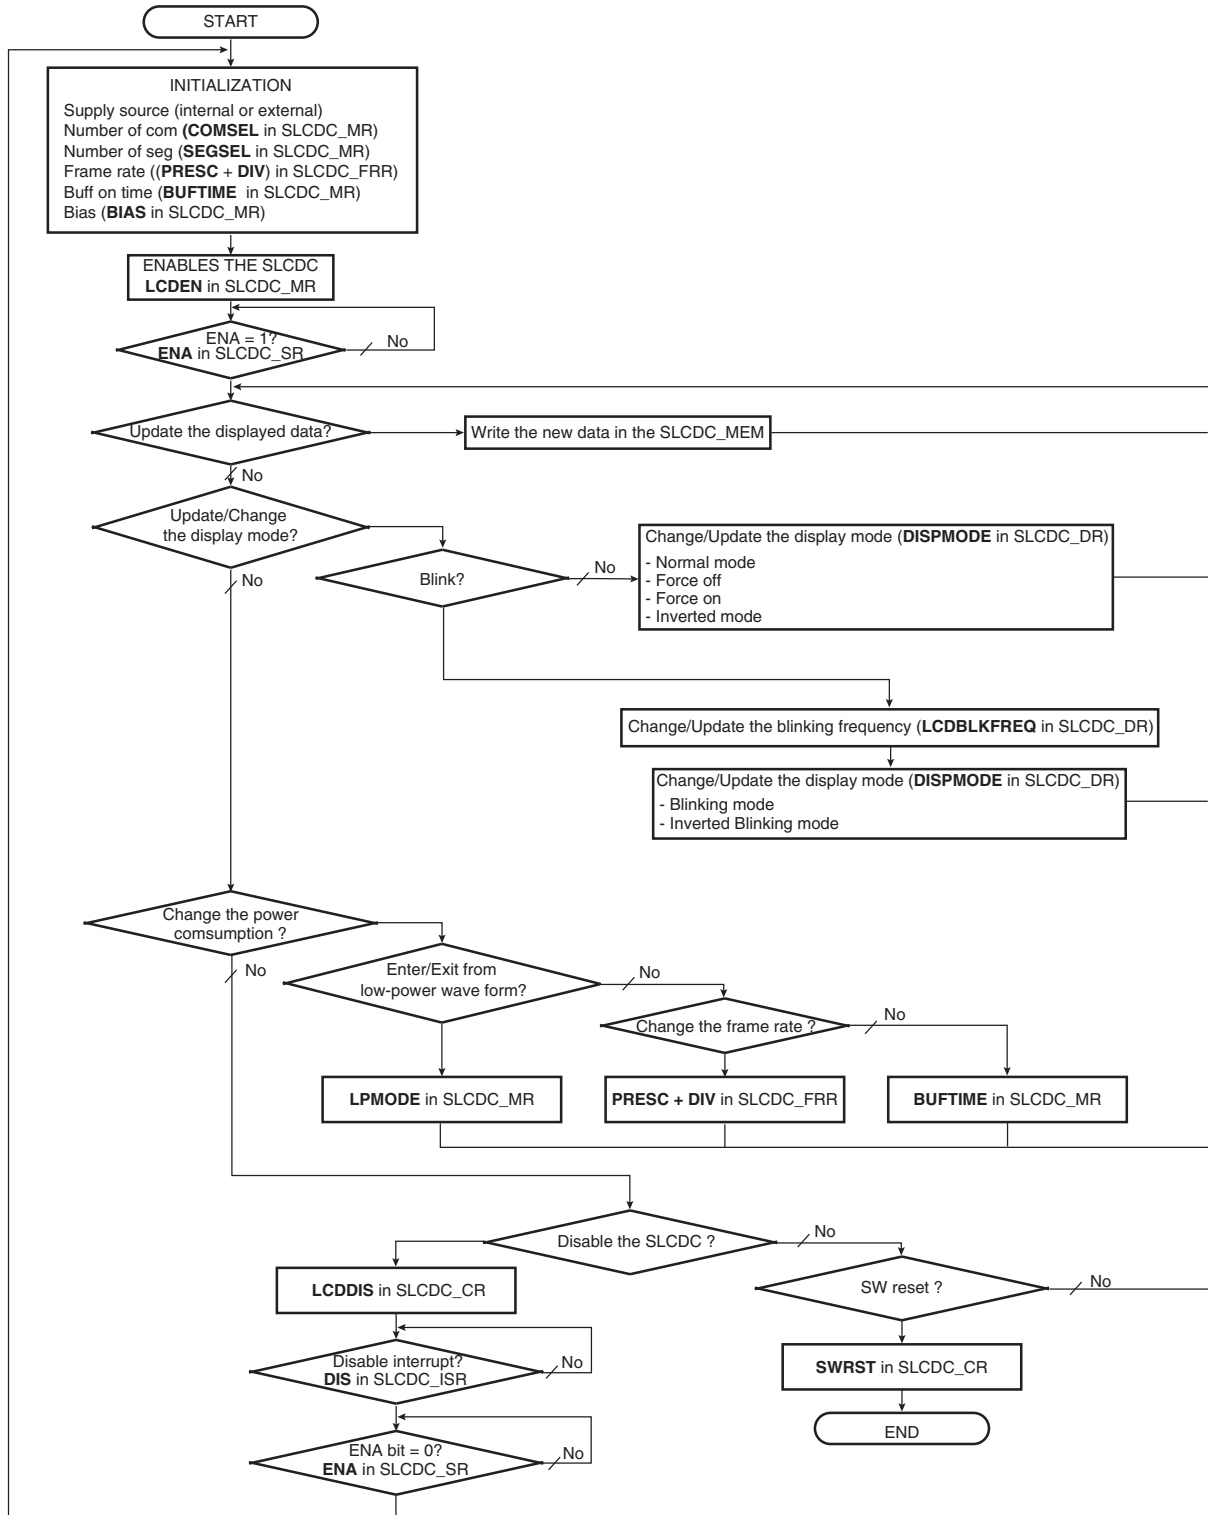 START
INITIALIZATION
Supply source (internal or external)
Number of com (COMSEL in SLCDC_MR)
Number of seg (SEGSEL in SLCDC_MR)
Frame rate ((PRESC + DIV) in SLCDC_FRR)
Buff on time (BUFTIME in SLCDC_MR)
Bias (BIAS in SLCDC_MR)
ENABLES THE SLCDC
LCDEN in SLCDC_MR
ENA = 1?
ENA in SLCDC_SR
No
Update the displayed data?
Write the new data in the SLCDC_MEM
No
Update/Change
the display mode?
No
Blink?
No
Change/Update the display mode (DISPMODE in SLCDC_DR)
- Normal mode
- Force off
- Force on
- Inverted mode
Change/Update the blinking frequency (LCDBLKFREQ in SLCDC_DR)
Change/Update the display mode (DISPMODE in SLCDC_DR)
- Blinking mode
- Inverted Blinking mode
Change the power
comsumption ?
No
Enter/Exit from
low-power wave form?
No
Change the frame rate ?
No
LPMODE in SLCDC_MR
PRESC + DIV in SLCDC_FRR
BUFTIME in SLCDC_MR
Disable the SLCDC ?
No
LCDDIS in SLCDC_CR
SW reset ?
No
Disable interrupt?
DIS in SLCDC_ISR
No
SWRST in SLCDC_CR
END
ENA bit = 0?
ENA in SLCDC_SR
No